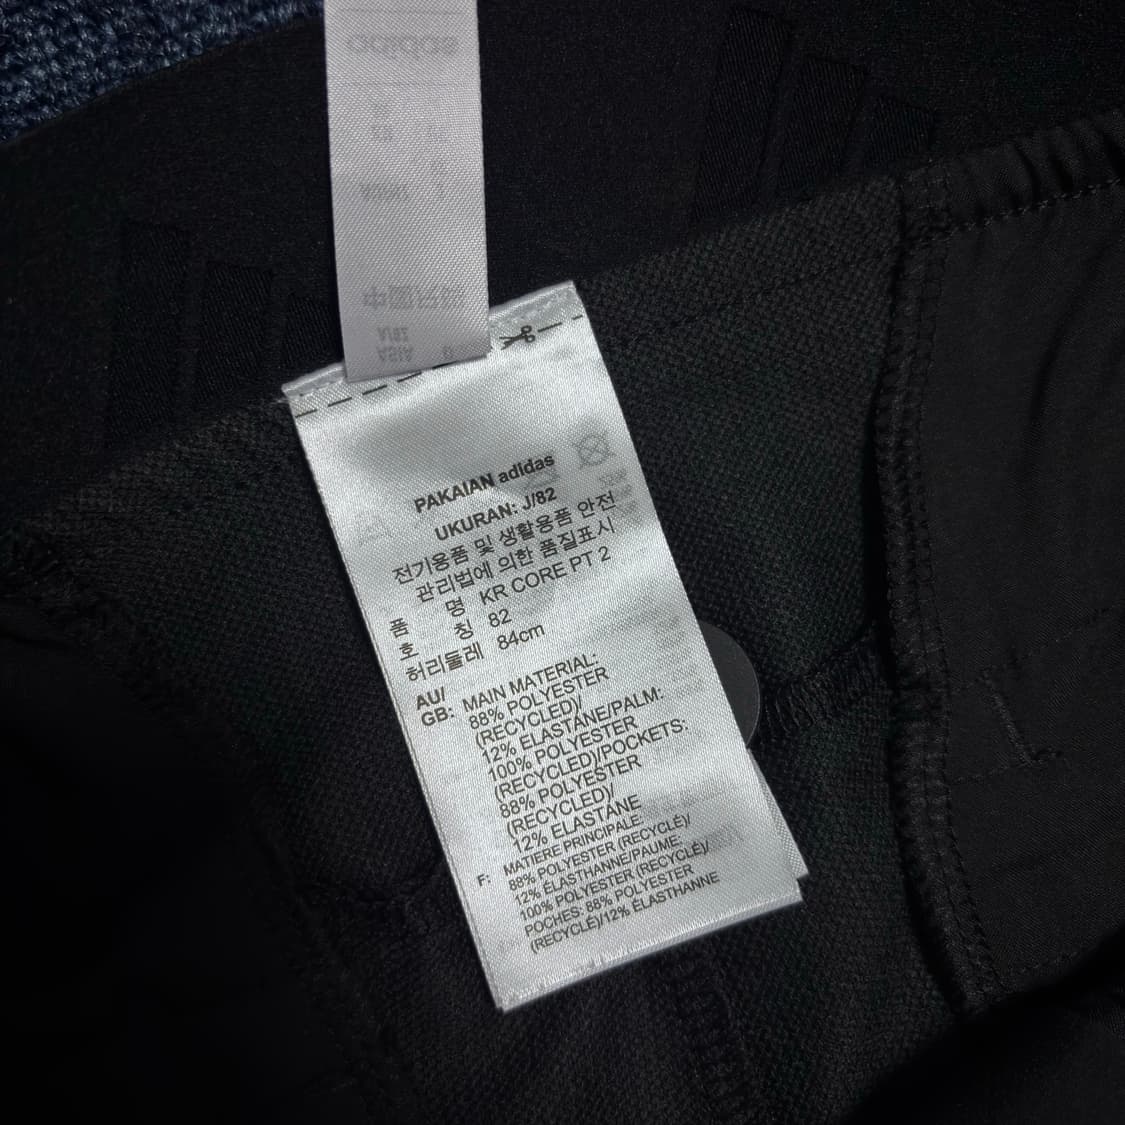 PAKAIAN adidas
UKURAN: J/82
전기용품 및 생활용품 안전
관리법에 의한 품질표시
품 명 KR CORE PT 2
호 칭 82
허리둘레 84cm
AU/
GB: MAIN MATERIAL:
88% POLYESTER
(RECYCLED)/
12% ELASTANE/PALM:
100% POLYESTER
(RECYCLED)/POCKETS:
88% POLYESTER
(RECYCLED)/
12% ELASTANE
F: MATIERE PRINCIPALE:
88% POLYESTER (RECYCLÉ)/
12% ÉLASTHANNE/PAUME:
100% POLYESTER (RECYCLÉ)/
POCHES: 88% POLYESTER
(RECYCLÉ)/12% ÉLASTHANNE